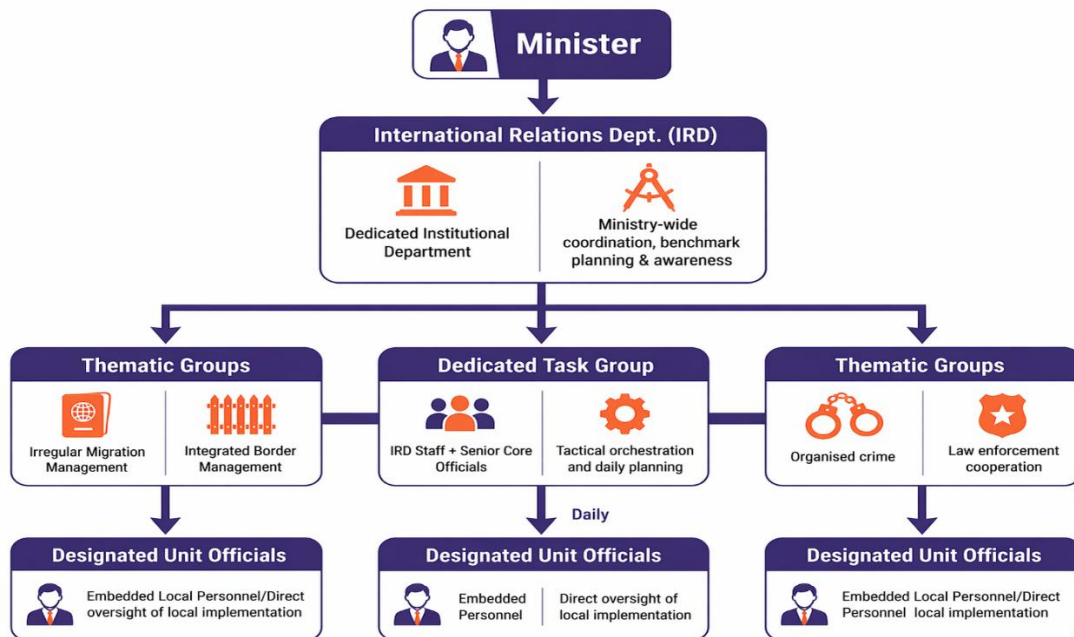 Minister
International Relations Dept. (IRD)
Dedicated Institutional
Department
Ministry-wide
coordination, benchmark
planning & awareness
Thematic Groups
Irregular Migration
Management
Integrated Border
Management
Dedicated Task Group
IRD Staff + Senior Core
Officials
Tactical orchestration
and daily planning
Thematic Groups
Organised crime
Law enforcement
cooperation
Daily
Designated Unit Officials
Embedded Local Personnel/Direct
oversight of local implementation
Designated Unit Officials
Embedded
Personnel
Direct oversight of
local implementation
Designated Unit Officials
Embedded Local Personnel/Direct
Personnel local implementation